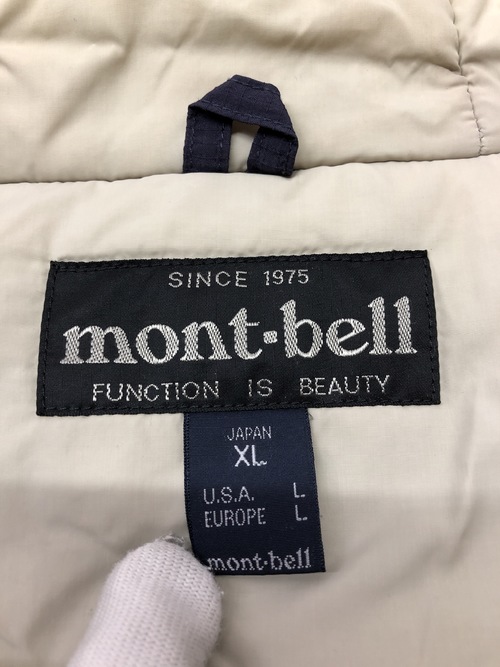 SINCE 1975
mont-bell
FUNCTION IS BEAUTY
JAPAN
XL
U.S.A. L
EUROPE L
mont-bell